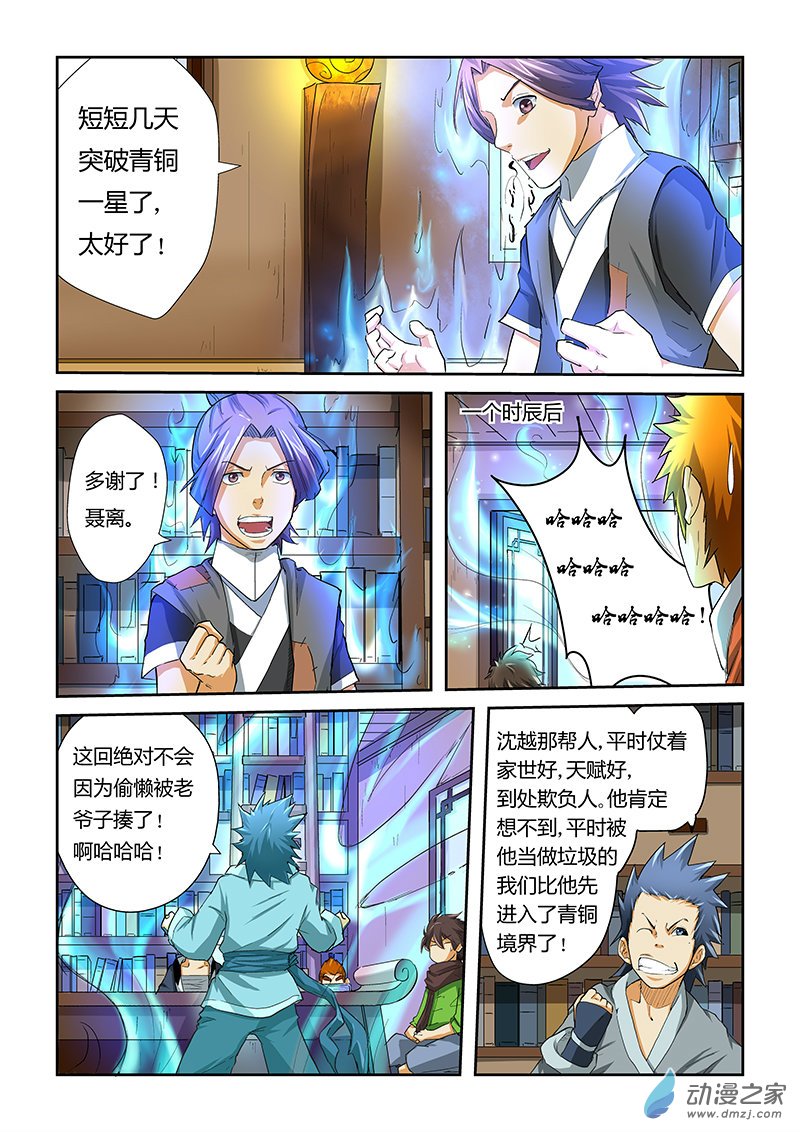 短短几天
突破青铜
一星了，
太好了！
多谢了！
聂离。
一个时辰后
哈哈哈
哈哈哈
哈哈哈哈！
这回绝对不会
因为偷懒被老
爷子揍了！
啊哈哈哈！
沈越那帮人，平时仗着
家世好，天赋好，
到处欺负人。他肯定
想不到，平时被
他当做垃圾的
我们比他先
进入了青铜
境界了！
动漫之家
www.dmzj.com